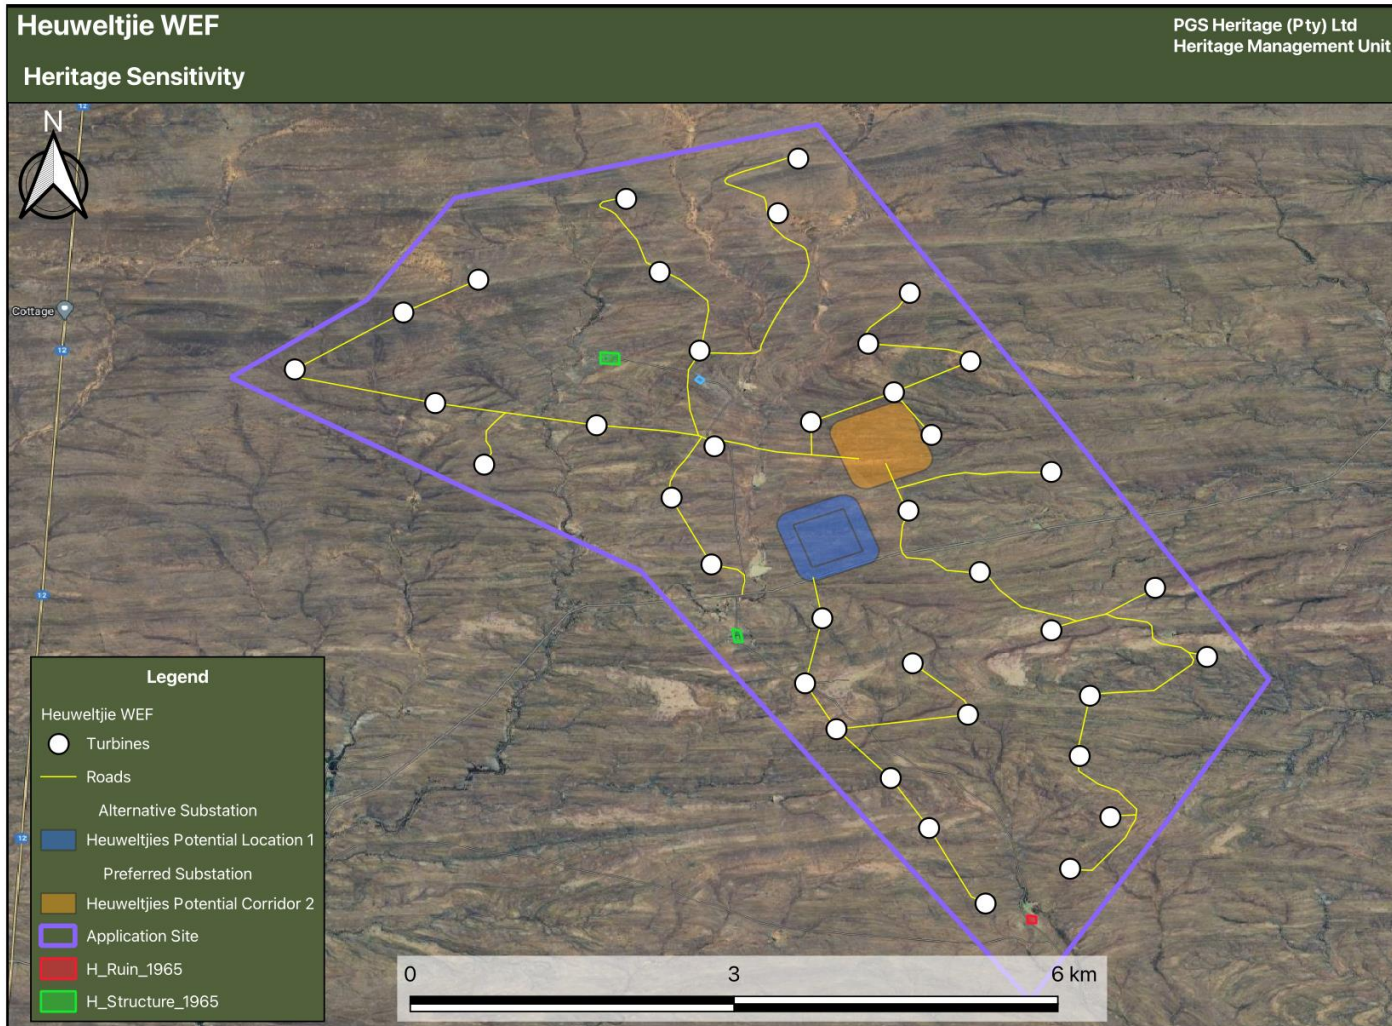 Heuweltjie WEF
Heritage Sensitivity
PGS Heritage (Pty) Ltd
Heritage Management Unit
N
12
Cottage
12
12
12
Legend
Heuweltjie WEF
Turbines
Roads
Alternative Substation
Heuweltjies Potential Location 1
Preferred Substation
Heuweltjies Potential Corridor 2
Application Site
H_Ruin_1965
H_Structure_1965
0 3 6 km